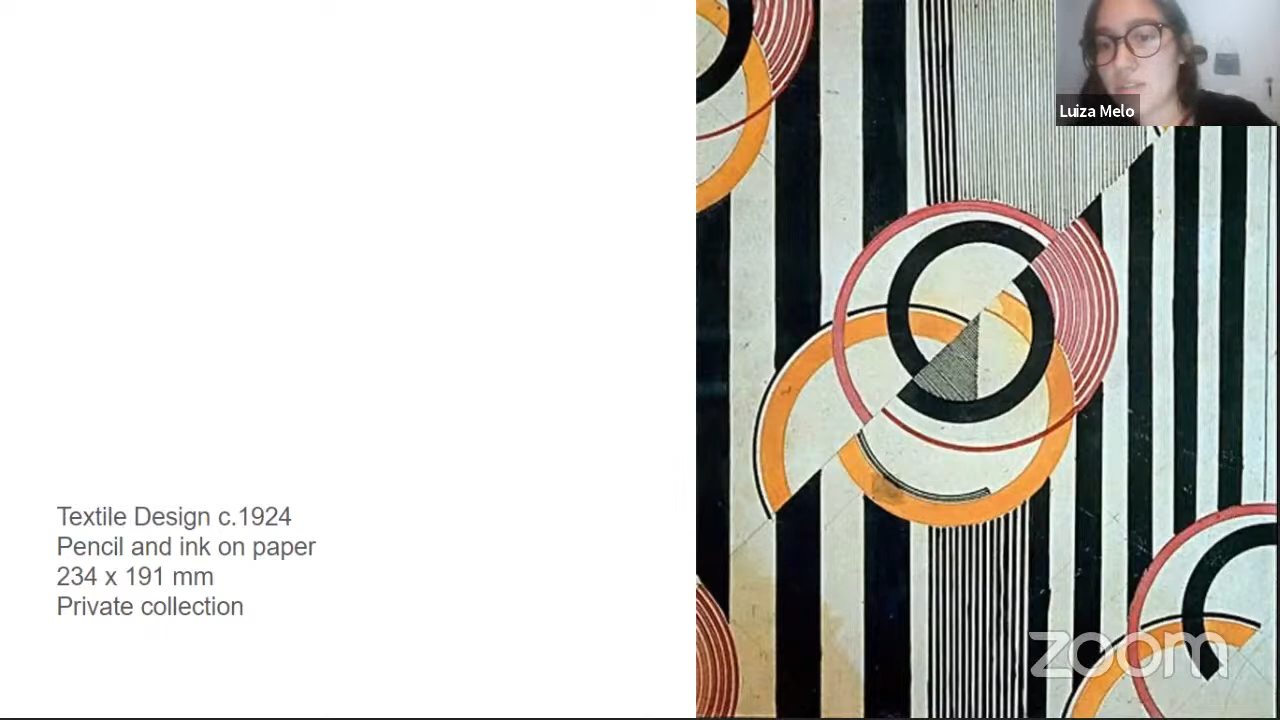 Luiza Melo
Textile Design c.1924
Pencil and ink on paper
234 x 191 mm
Private collection
zoom